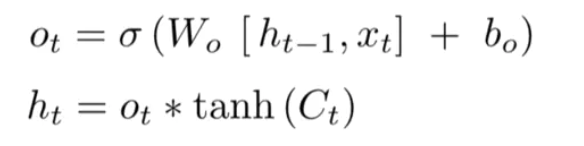 o_t = σ (W_o [h_{t−1}, x_t] + b_o)
h_t = o_t * tanh (C_t)